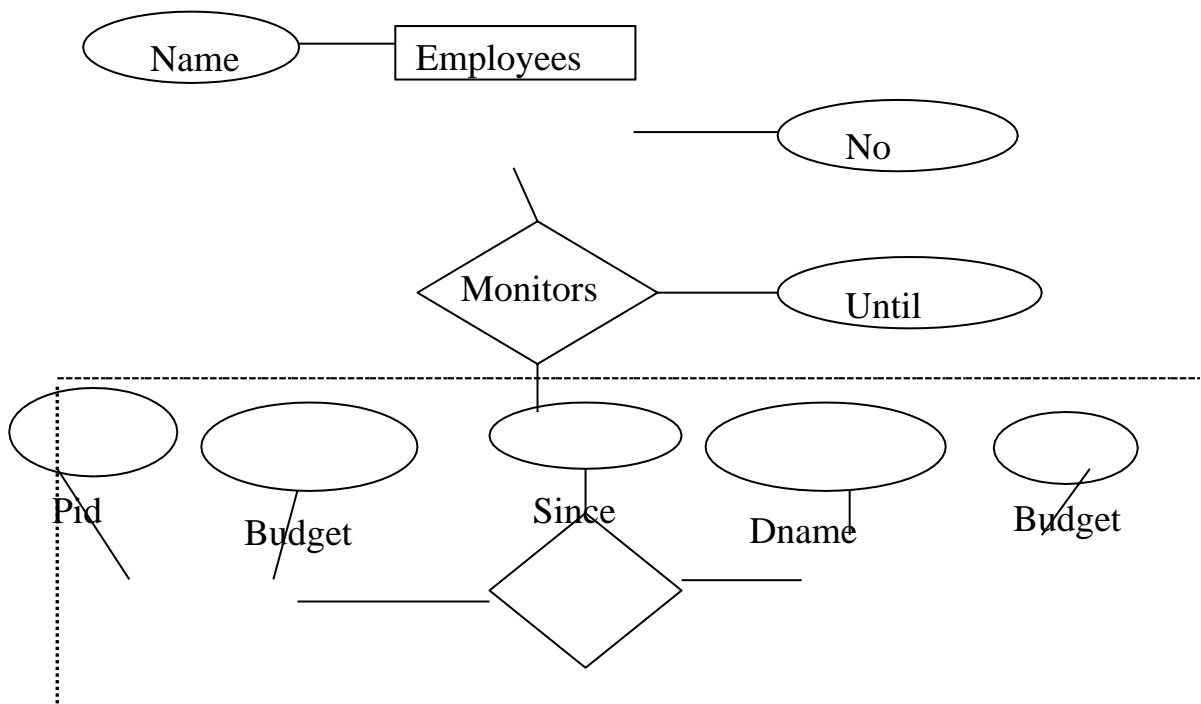 Name
Employees
No
Monitors
Until
Pid
Budget
Since
Dname
Budget